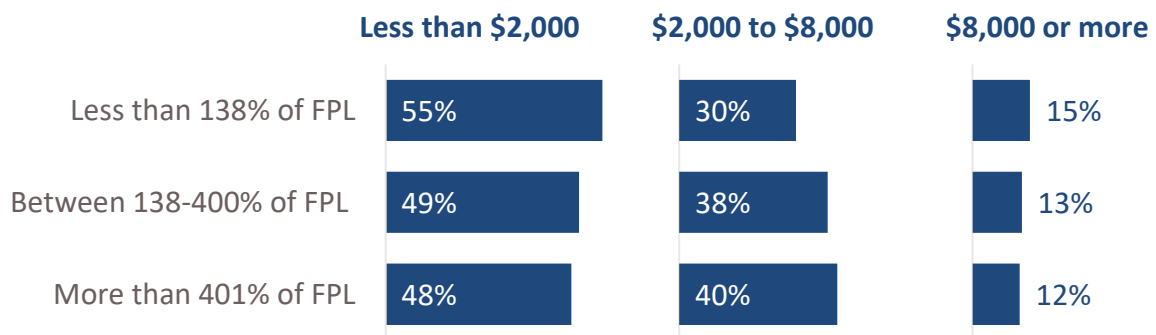 Less than $2,000 $2,000 to $8,000 $8,000 or more
Less than 138% of FPL 55% 30% 15%
Between 138-400% of FPL 49% 38% 13%
More than 401% of FPL 48% 40% 12%